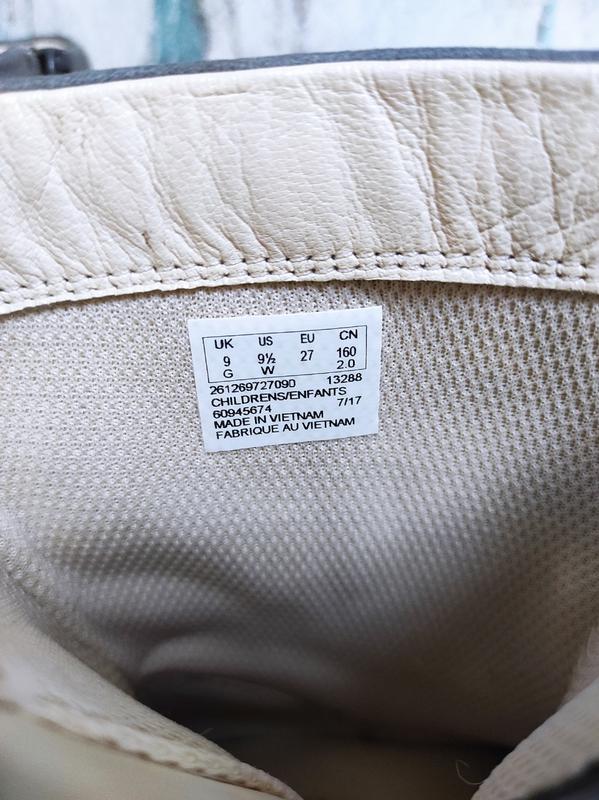 UK US EU CN
9 9½ 27 160
G W 2.0
261269727090 13288
CHILDRENS/ENFANTS
60945674 7/17
MADE IN VIETNAM
FABRIQUE AU VIETNAM